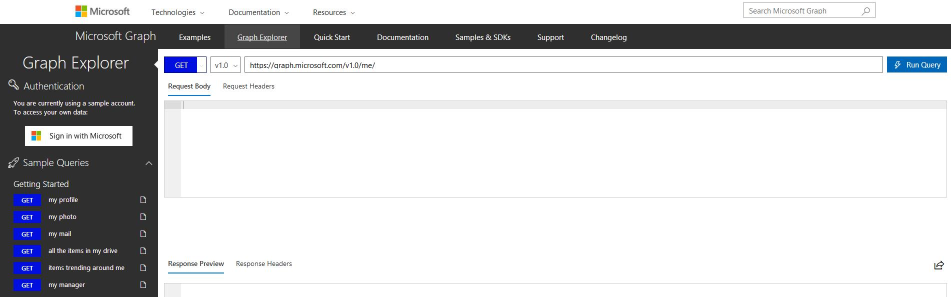 Microsoft Technologies Documentation Resources Search Microsoft Graph
Microsoft Graph Examples Graph Explorer Quick Start Documentation Samples & SDKs Support Changelog
Graph Explorer
GET v1.0 https://graph.microsoft.com/v1.0/me/ Run Query
Authentication
Request Body Request Headers
You are currently using a sample account.
To access your own data:
Sign in with Microsoft
Sample Queries
Getting Started
GET my profile
GET my photo
GET my mail
GET all the items in my drive
GET items trending around me
GET my manager
Response Preview Response Headers